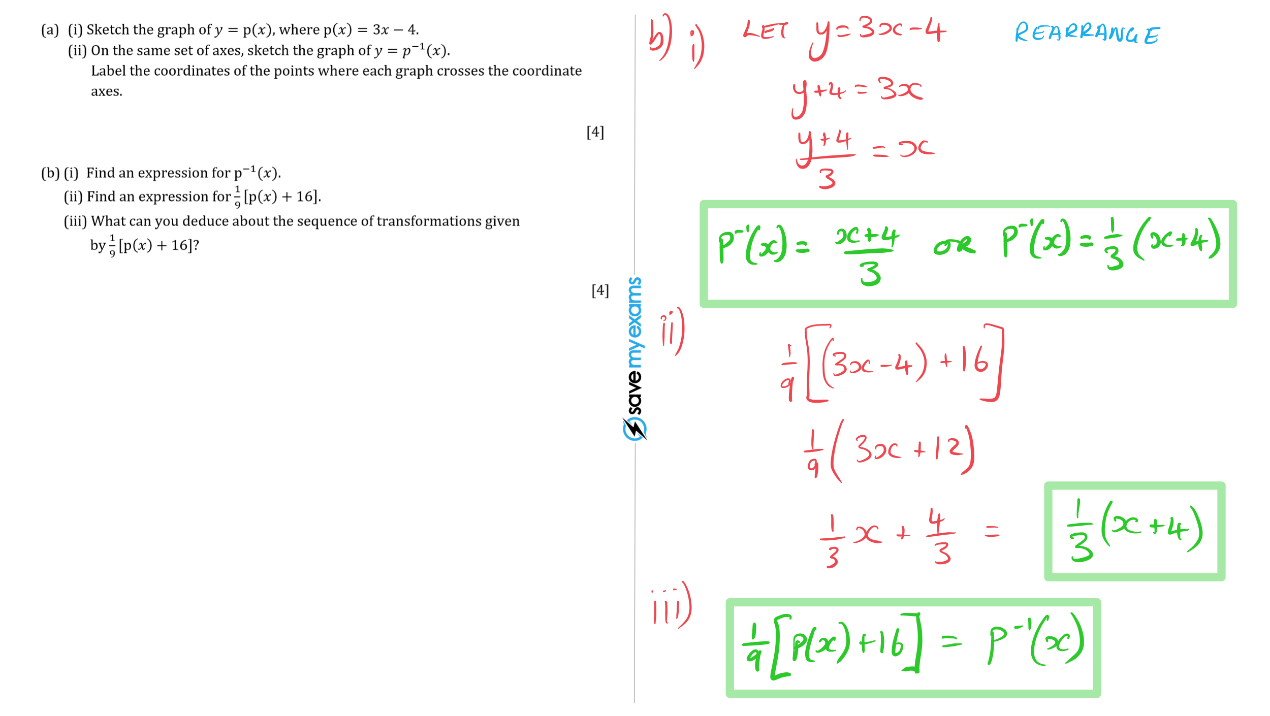 (a) (i) Sketch the graph of y = p(x), where p(x) = 3x − 4.
(ii) On the same set of axes, sketch the graph of y = p⁻¹(x).
Label the coordinates of the points where each graph crosses the coordinate
axes.
[4]
(b) (i) Find an expression for p⁻¹(x).
(ii) Find an expression for 1/9 [p(x) + 16].
(iii) What can you deduce about the sequence of transformations given
by 1/9 [p(x) + 16]?
[4]
save my exams
b) i) LET y = 3x − 4 REARRANGE
y + 4 = 3x
(y + 4)/3 = x
P⁻¹(x) = (x + 4)/3 OR P⁻¹(x) = 1/3 (x + 4)
ii)
1/9 [(3x − 4) + 16]
1/9 (3x + 12)
1/3 x + 4/3 = 1/3 (x + 4)
iii)
1/9 [P(x) + 16] = P⁻¹(x)